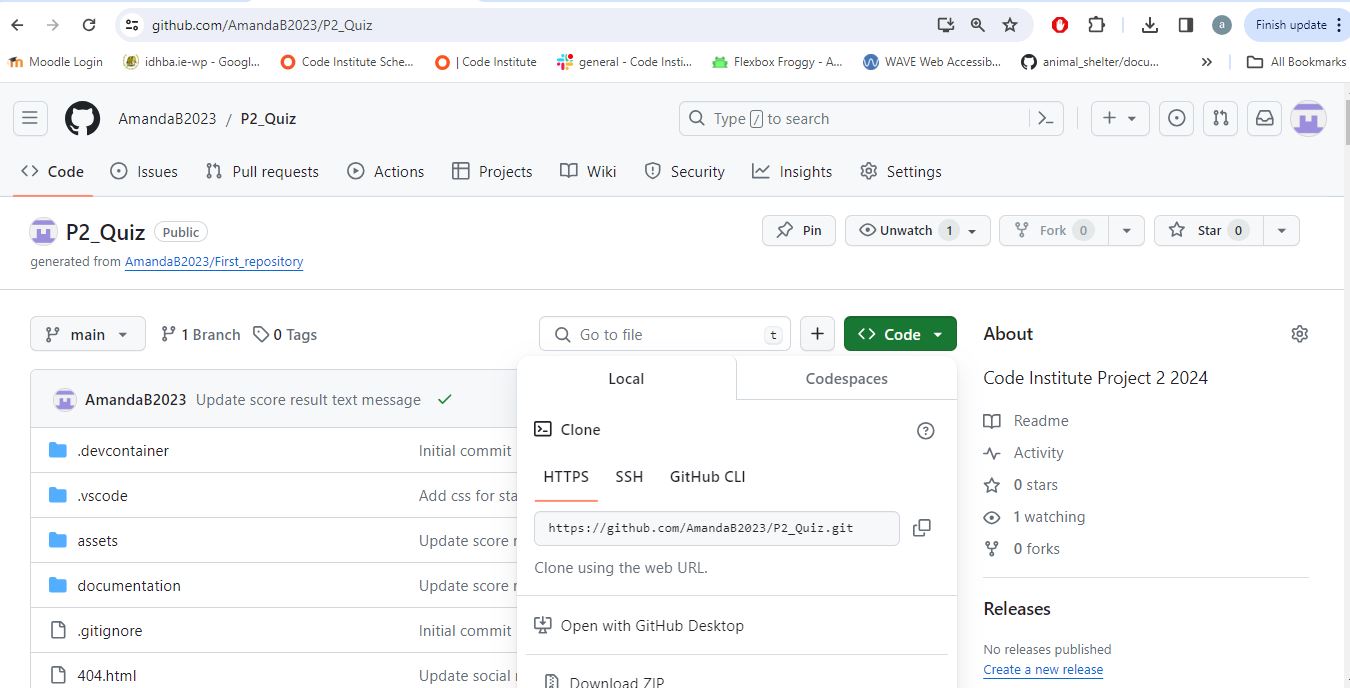 github.com/AmandaB2023/P2_Quiz
a
Finish update
Moodle Login
idhba.ie-wp - Googl...
Code Institute Sche...
| Code Institute
general - Code Insti...
Flexbox Froggy - A...
WAVE Web Accessib...
animal_shelter/docu...
»
All Bookmarks
AmandaB2023 / P2_Quiz
Type / to search
Code
Issues
Pull requests
Actions
Projects
Wiki
Security
Insights
Settings
P2_Quiz
Public
Pin
Unwatch 1
Fork 0
Star 0
generated from AmandaB2023/First_repository
main
1 Branch
0 Tags
Go to file
t
Code
About
Local
Codespaces
Code Institute Project 2 2024
AmandaB2023 Update score result text message
Clone
Readme
.devcontainer
Initial commit
Activity
HTTPS
SSH
GitHub CLI
0 stars
.vscode
Add css for sta
1 watching
https://github.com/AmandaB2023/P2_Quiz.git
assets
Update score r
0 forks
Clone using the web URL.
documentation
Update score r
Releases
.gitignore
Initial commit
Open with GitHub Desktop
No releases published
Create a new release
404.html
Update social r
Download ZIP